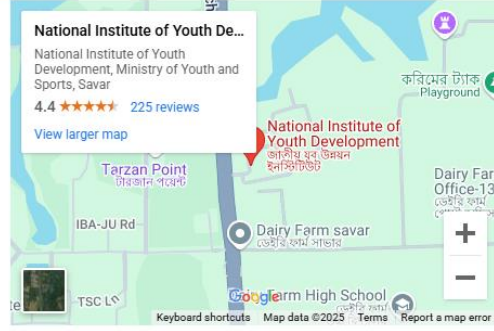 National Institute of Youth De...
National Institute of Youth
Development, Ministry of Youth and
Sports, Savar
4.4
225 reviews
View larger map
করিমের টাক
Playground
National Institute of
Youth Development
জাতীয় যুব উন্নয়ন
ইনস্টিটিউট
Tarzan Point
টারজান পয়েন্ট
Dairy Far
Office-13
ডেইরি ফার্ম
IBA-JU Rd
Dairy Farm savar
ডেইরি ফার্ম সাভার
TSC Ln
Google
Farm High School
Keyboard shortcuts
Map data ©2025
Terms
Report a map error